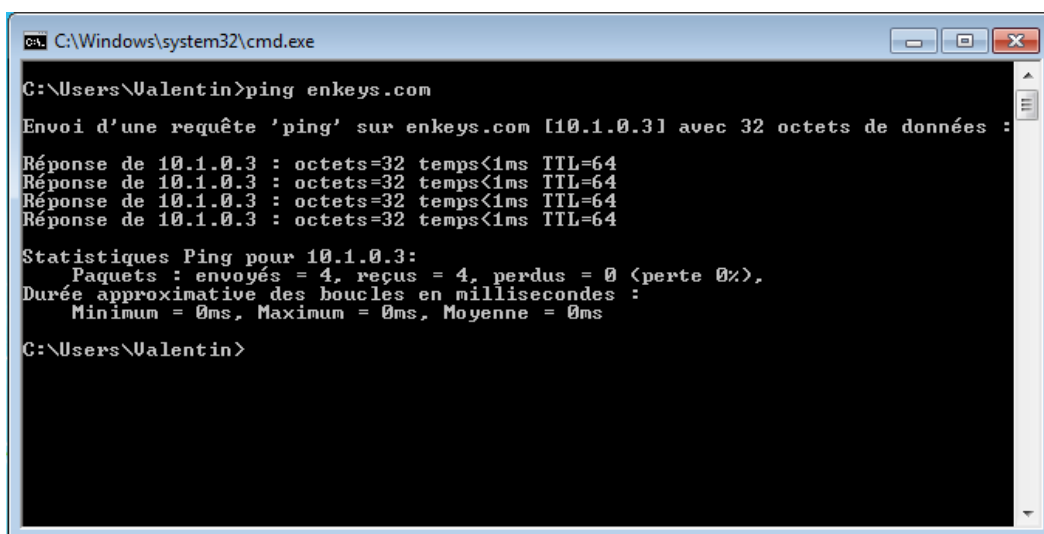 C:\Windows\system32\cmd.exe
C:\Users\Valentin>ping enkeys.com
Envoi d'une requête 'ping' sur enkeys.com [10.1.0.3] avec 32 octets de données :
Réponse de 10.1.0.3 : octets=32 temps<1ms TTL=64
Réponse de 10.1.0.3 : octets=32 temps<1ms TTL=64
Réponse de 10.1.0.3 : octets=32 temps<1ms TTL=64
Réponse de 10.1.0.3 : octets=32 temps<1ms TTL=64
Statistiques Ping pour 10.1.0.3:
Paquets : envoyés = 4, reçus = 4, perdus = 0 (perte 0%),
Durée approximative des boucles en millisecondes :
Minimum = 0ms, Maximum = 0ms, Moyenne = 0ms
C:\Users\Valentin>